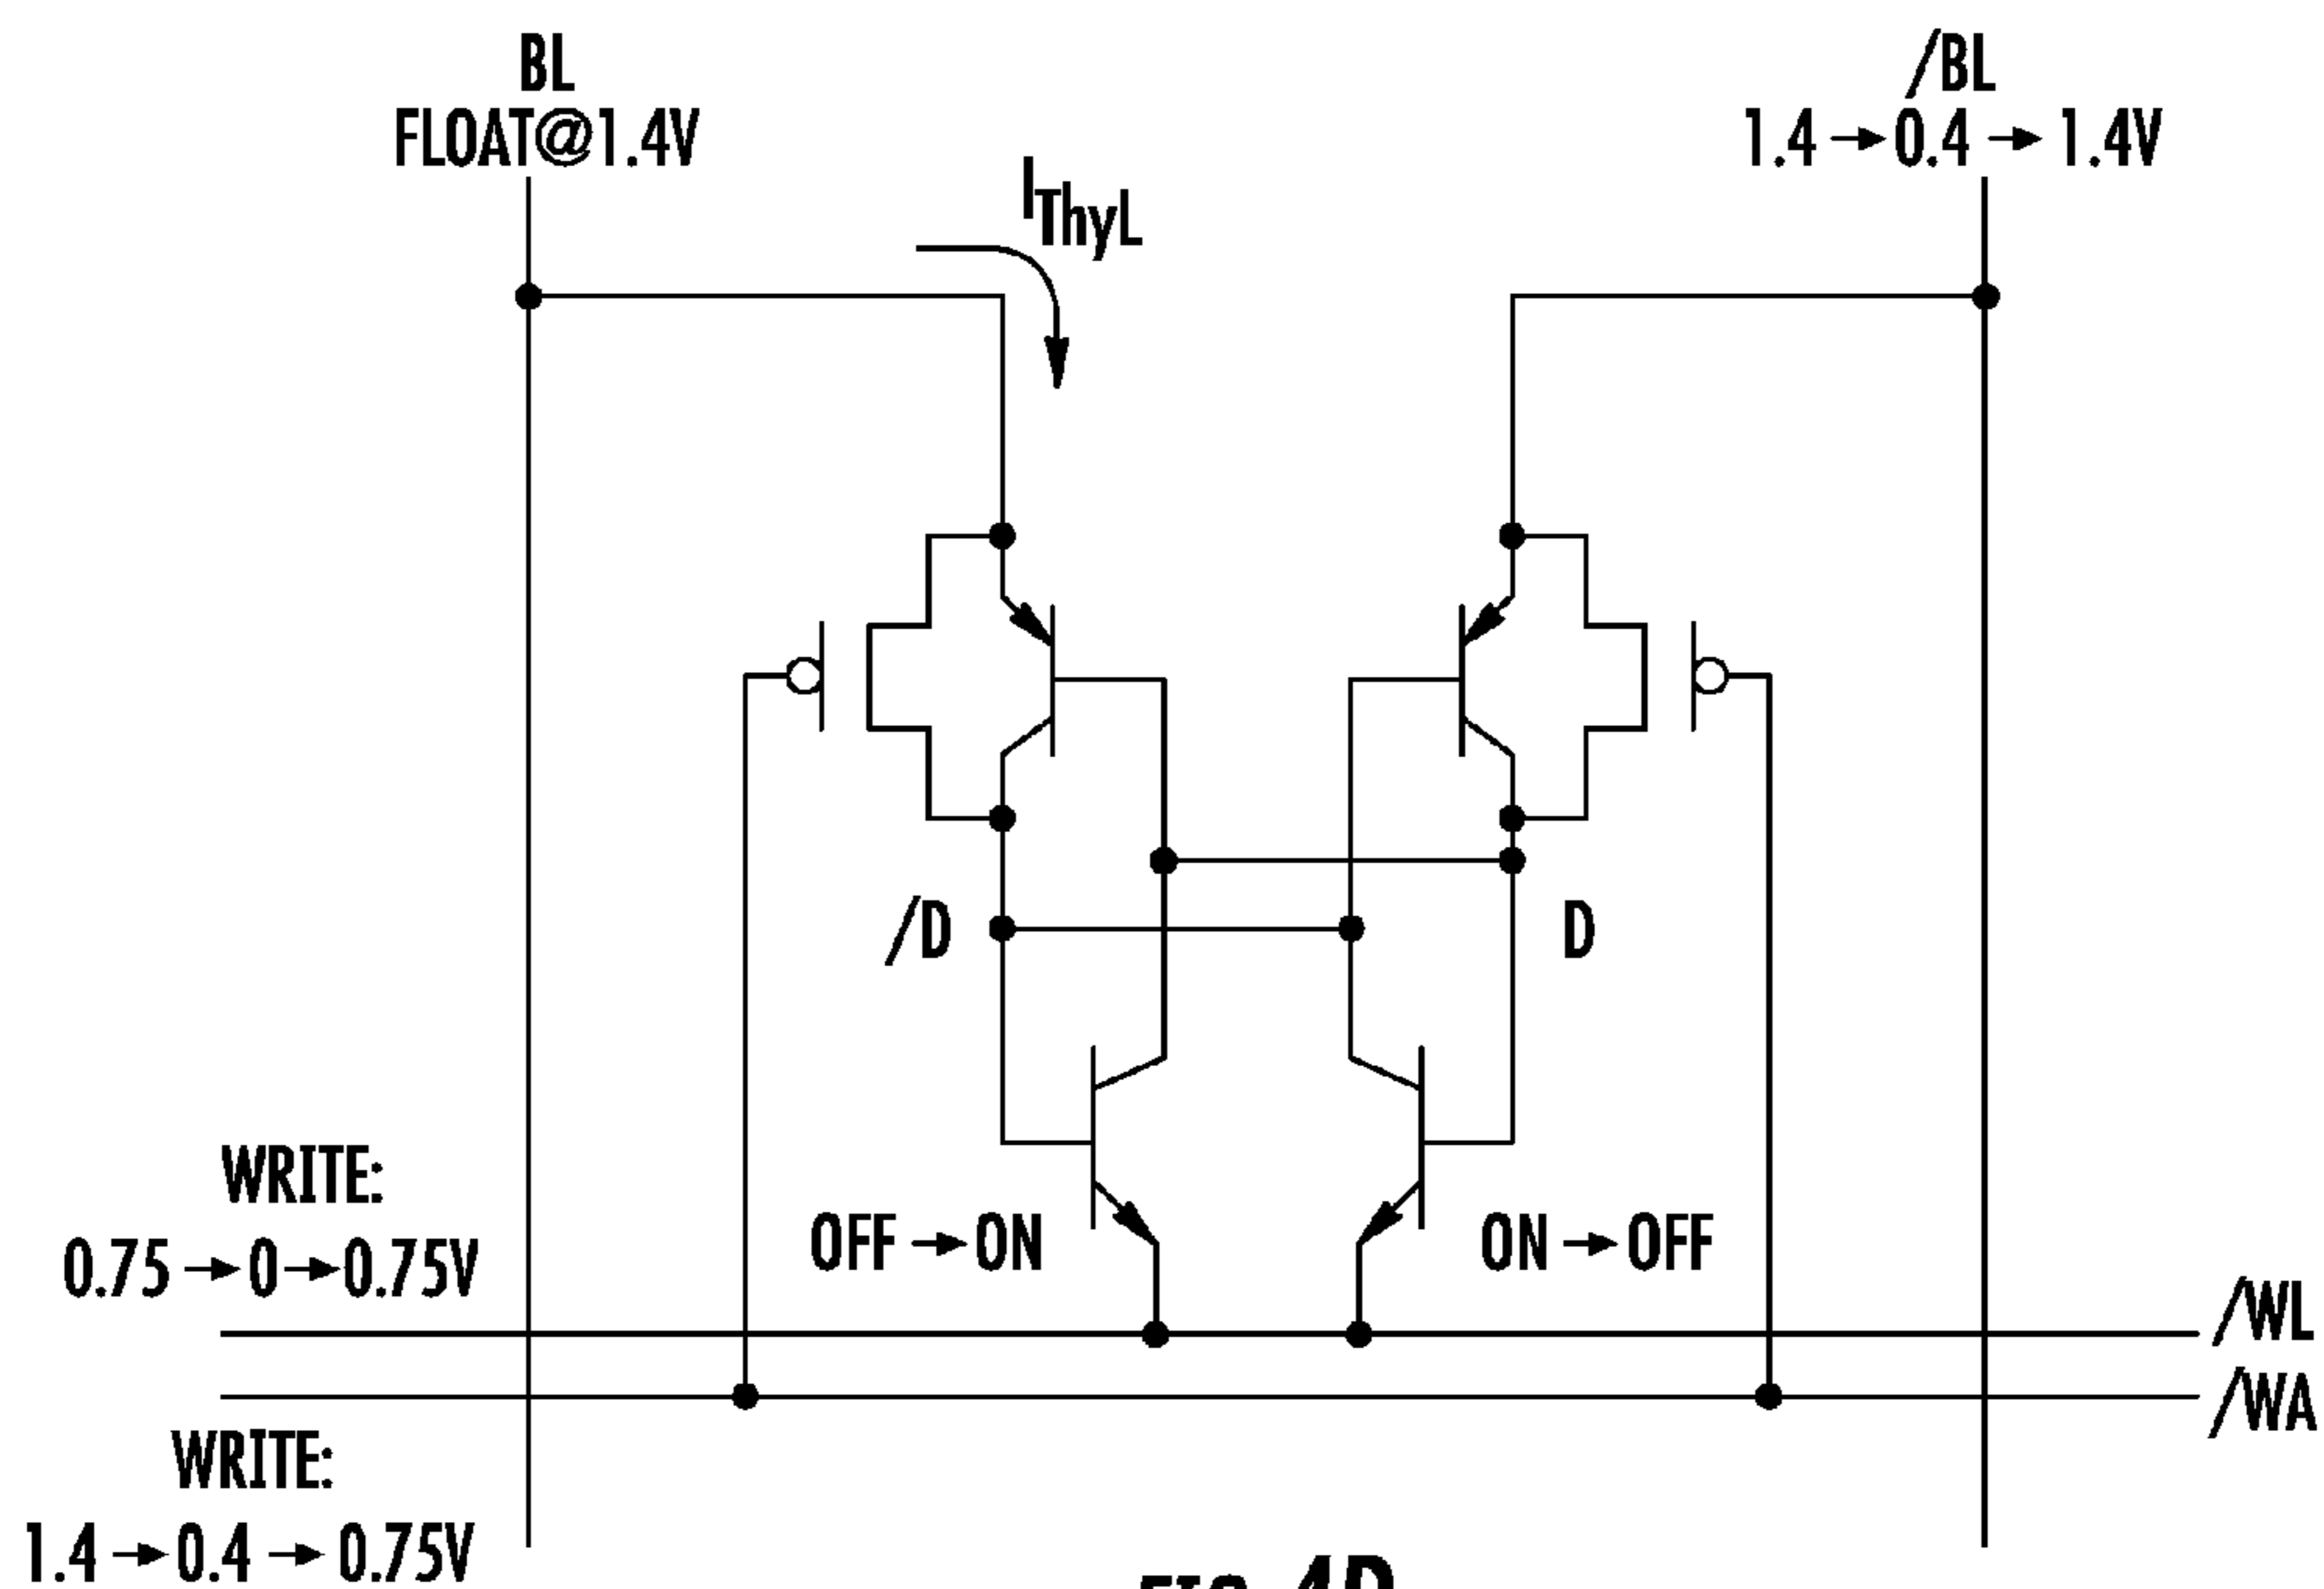 BL
FLOAT@1.4V
/BL
1.4→0.4→1.4V
IThyL
/D
D
WRITE:
0.75→0→0.75V
OFF→ON
ON→OFF
/WL
/WA
WRITE:
1.4→0.4→0.75V